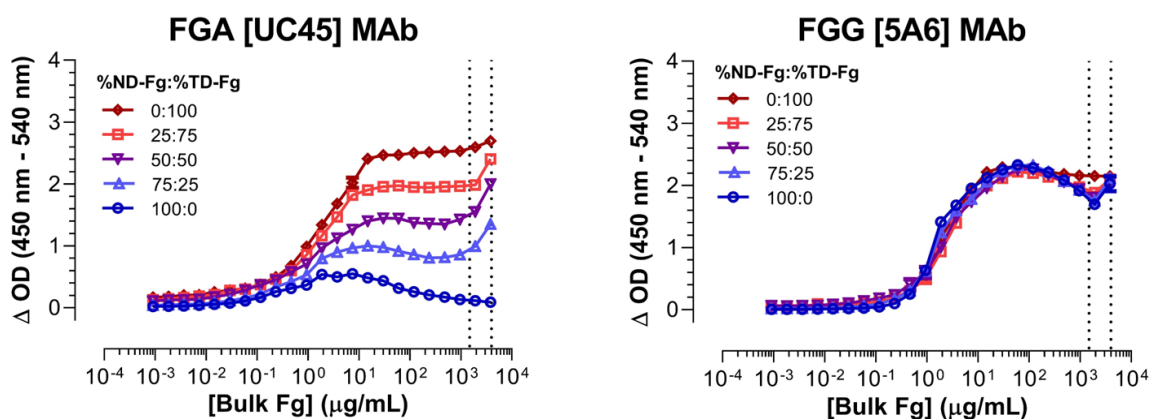 FGA [UC45] MAb
Δ OD (450 nm - 540 nm)
4
3
2
1
0
%ND-Fg:%TD-Fg
0:100
25:75
50:50
75:25
100:0
10-4 10-3 10-2 10-1 100 101 102 103 104
[Bulk Fg] (μg/mL)
FGG [5A6] MAb
Δ OD (450 nm - 540 nm)
4
3
2
1
0
%ND-Fg:%TD-Fg
0:100
25:75
50:50
75:25
100:0
10-4 10-3 10-2 10-1 100 101 102 103 104
[Bulk Fg] (μg/mL)